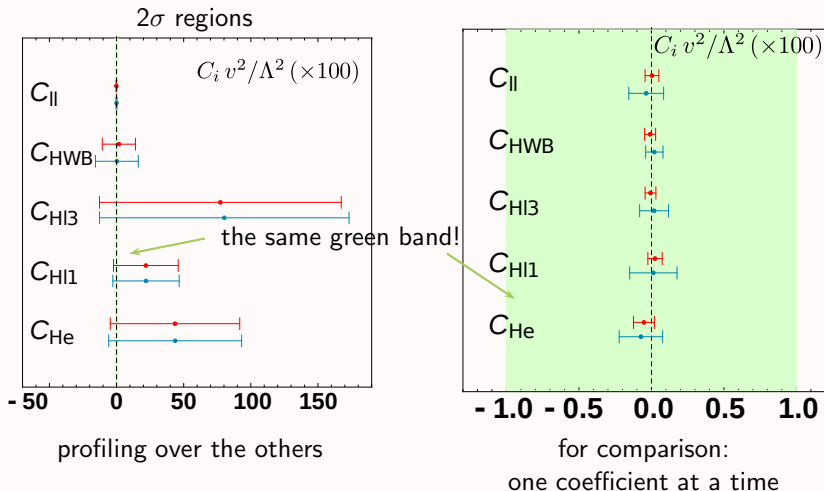 2σ regions
C_i v²/Λ² (×100)
C_ll
C_HWB
C_Hl3
C_Hl1
C_He
-50 0 50 100 150
profiling over the others
the same green band!
C_i v²/Λ² (×100)
C_ll
C_HWB
C_Hl3
C_Hl1
C_He
-1.0 -0.5 0.0 0.5 1.0
for comparison:
one coefficient at a time